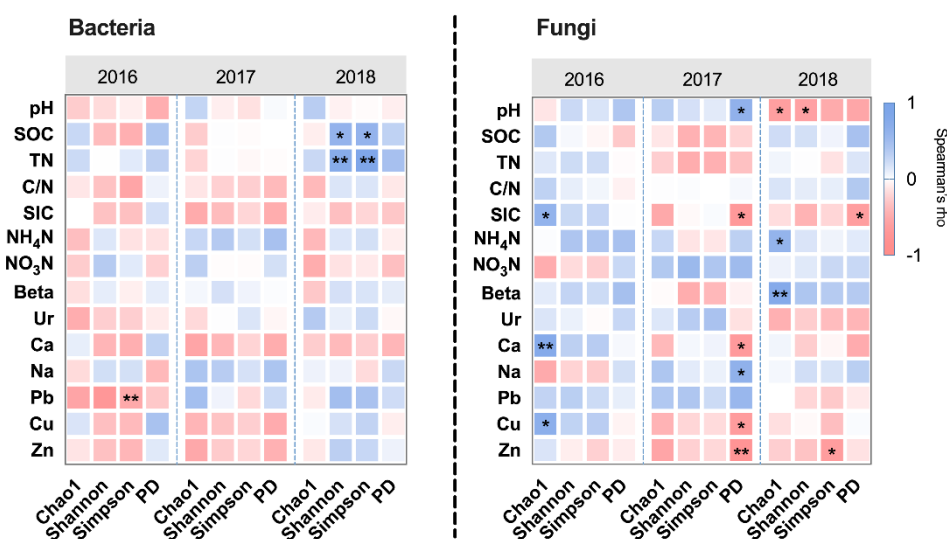 Bacteria
Fungi
2016 2017 2018
2016 2017 2018
pH
SOC
TN
C/N
SIC
NH4N
NO3N
Beta
Ur
Ca
Na
Pb
Cu
Zn
* *
** **
**
Chao1 Shannon Simpson PD Chao1 Shannon Simpson PD Chao1 Shannon Simpson PD
pH * * *
SOC
TN
C/N
SIC * * *
NH4N *
NO3N
Beta **
Ur
Ca ** *
Na *
Pb
Cu * *
Zn ** *
Chao1 Shannon Simpson PD Chao1 Shannon Simpson PD Chao1 Shannon Simpson PD
1
0
-1
Spearman's rho